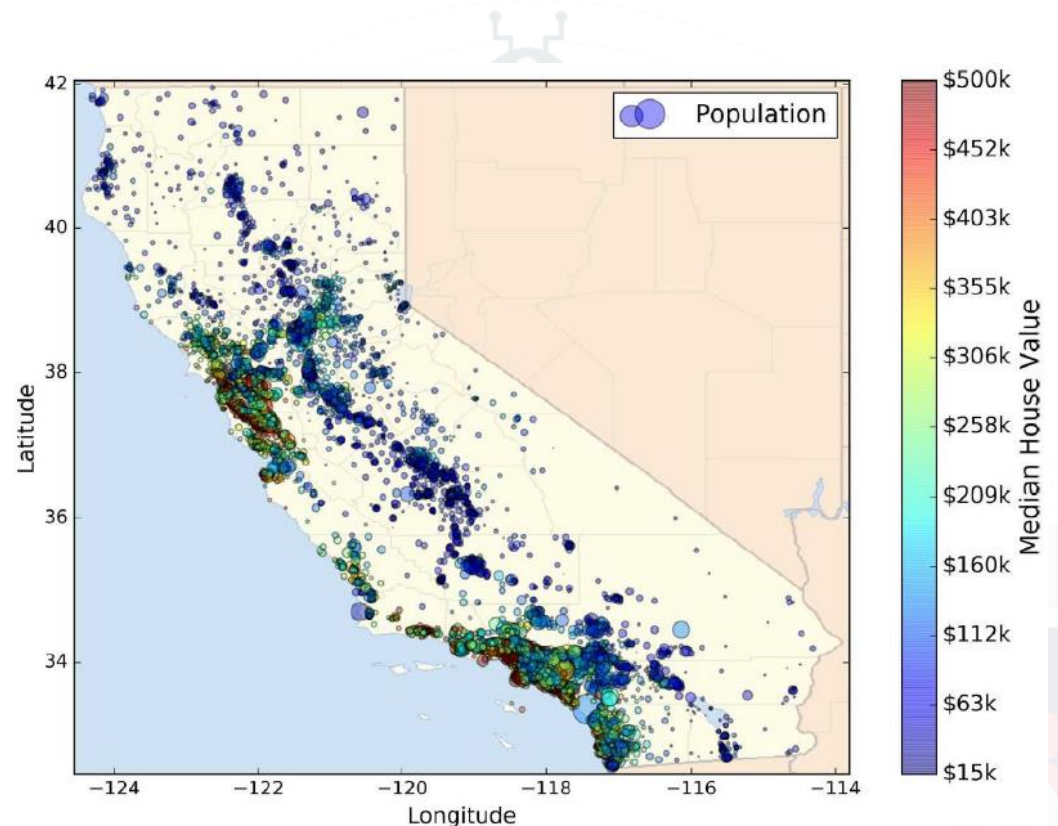 Population
42
40
38
36
34
Latitude
−124
−122
−120
−118
−116
−114
Longitude
$500k
$452k
$403k
$355k
$306k
$258k
$209k
$160k
$112k
$63k
$15k
Median House Value